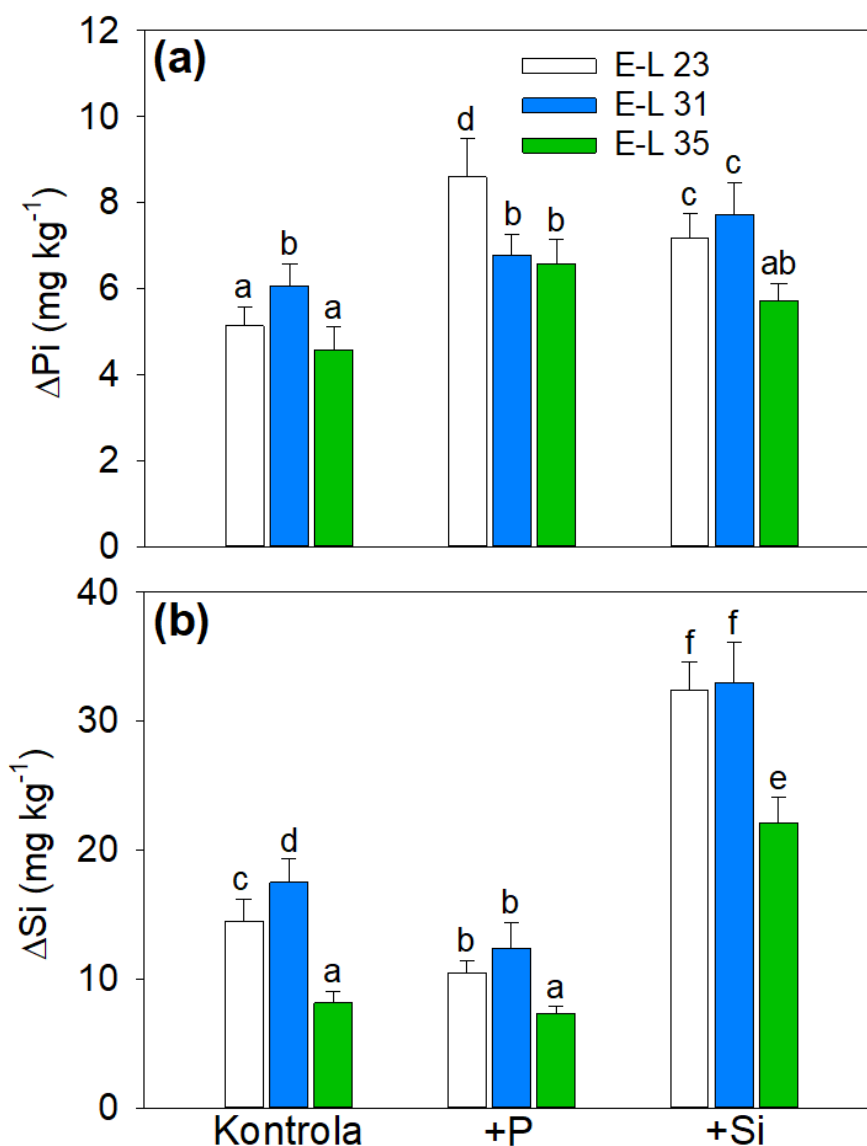 12
(a)
E-L 23
E-L 31
E-L 35
10
8
6
4
2
0
ΔPi (mg kg⁻¹)
a
b
a
d
b
b
c
c
ab
40
(b)
30
20
10
0
ΔSi (mg kg⁻¹)
c
d
a
b
b
a
f
f
e
Kontrola +P +Si